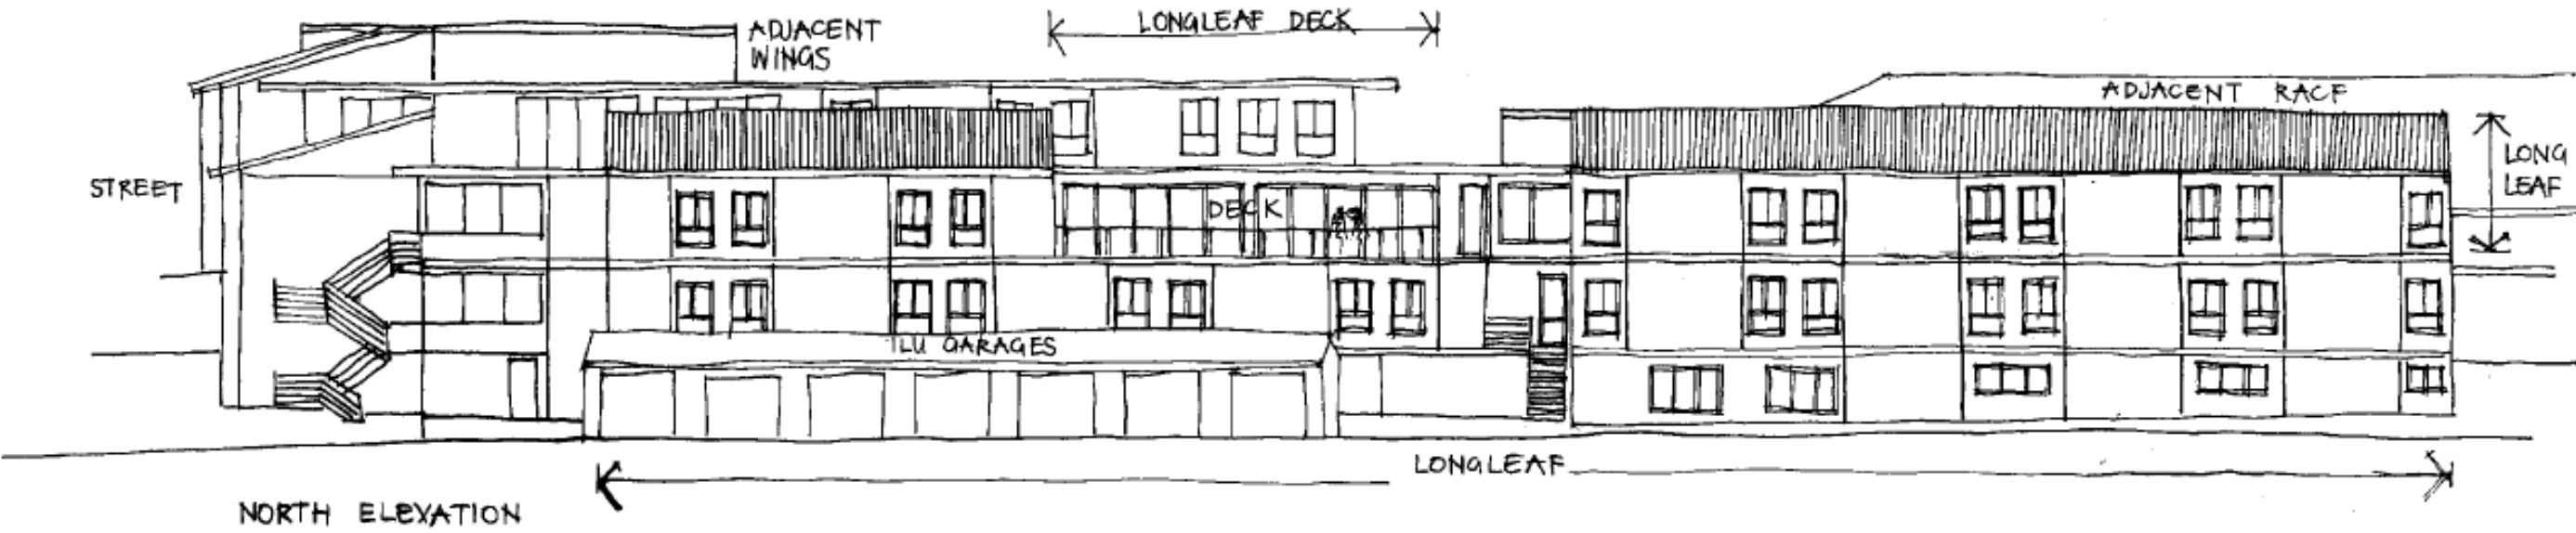 ADJACENT
WINGS
LONGLEAF DECK
ADJACENT RACF
LONG
LEAF
STREET
DECK
ILU GARAGES
LONGLEAF
NORTH ELEVATION